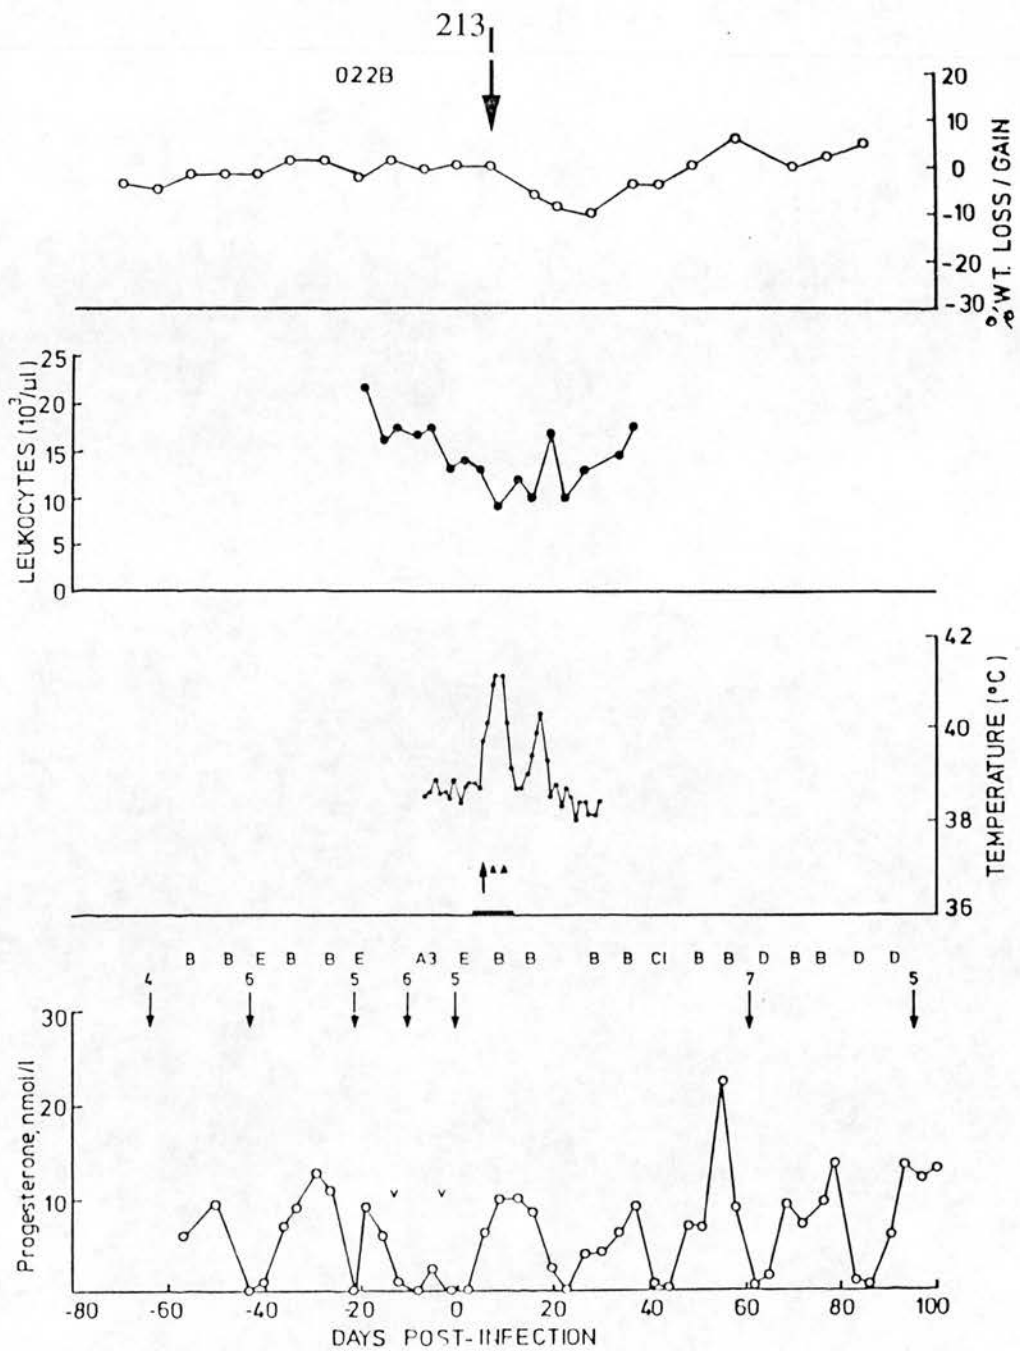 213
022B
20
10
0
-10
-20
-30
% WT. LOSS / GAIN
25
20
15
10
5
0
LEUKOCYTES (10³/µl)
42
40
38
36
TEMPERATURE (°C)
B B E B B E A3 E B B B B C1 B B D B B D D
4 6 5 6 5 7 5
30
20
10
Progesterone, nmol/l
v v
-80 -60 -40 -20 0 20 40 60 80 100
DAYS POST-INFECTION